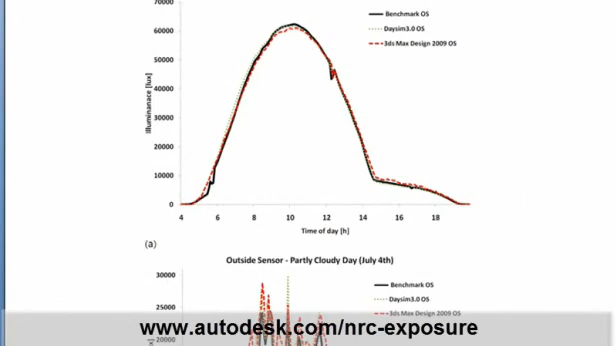 70000
60000
50000
40000
30000
20000
10000
0
Illuminanace [lux]
Benchmark OS
Daysim3.0 OS
3ds Max Design 2009 OS
4 6 8 10 12 14 16 18
Time of day [h]
(a)
Outside Sensor - Partly Cloudy Day (July 4th)
30000
25000
20000
Benchmark OS
Daysim3.0 OS
3ds Max Design 2009 OS
www.autodesk.com/nrc-exposure